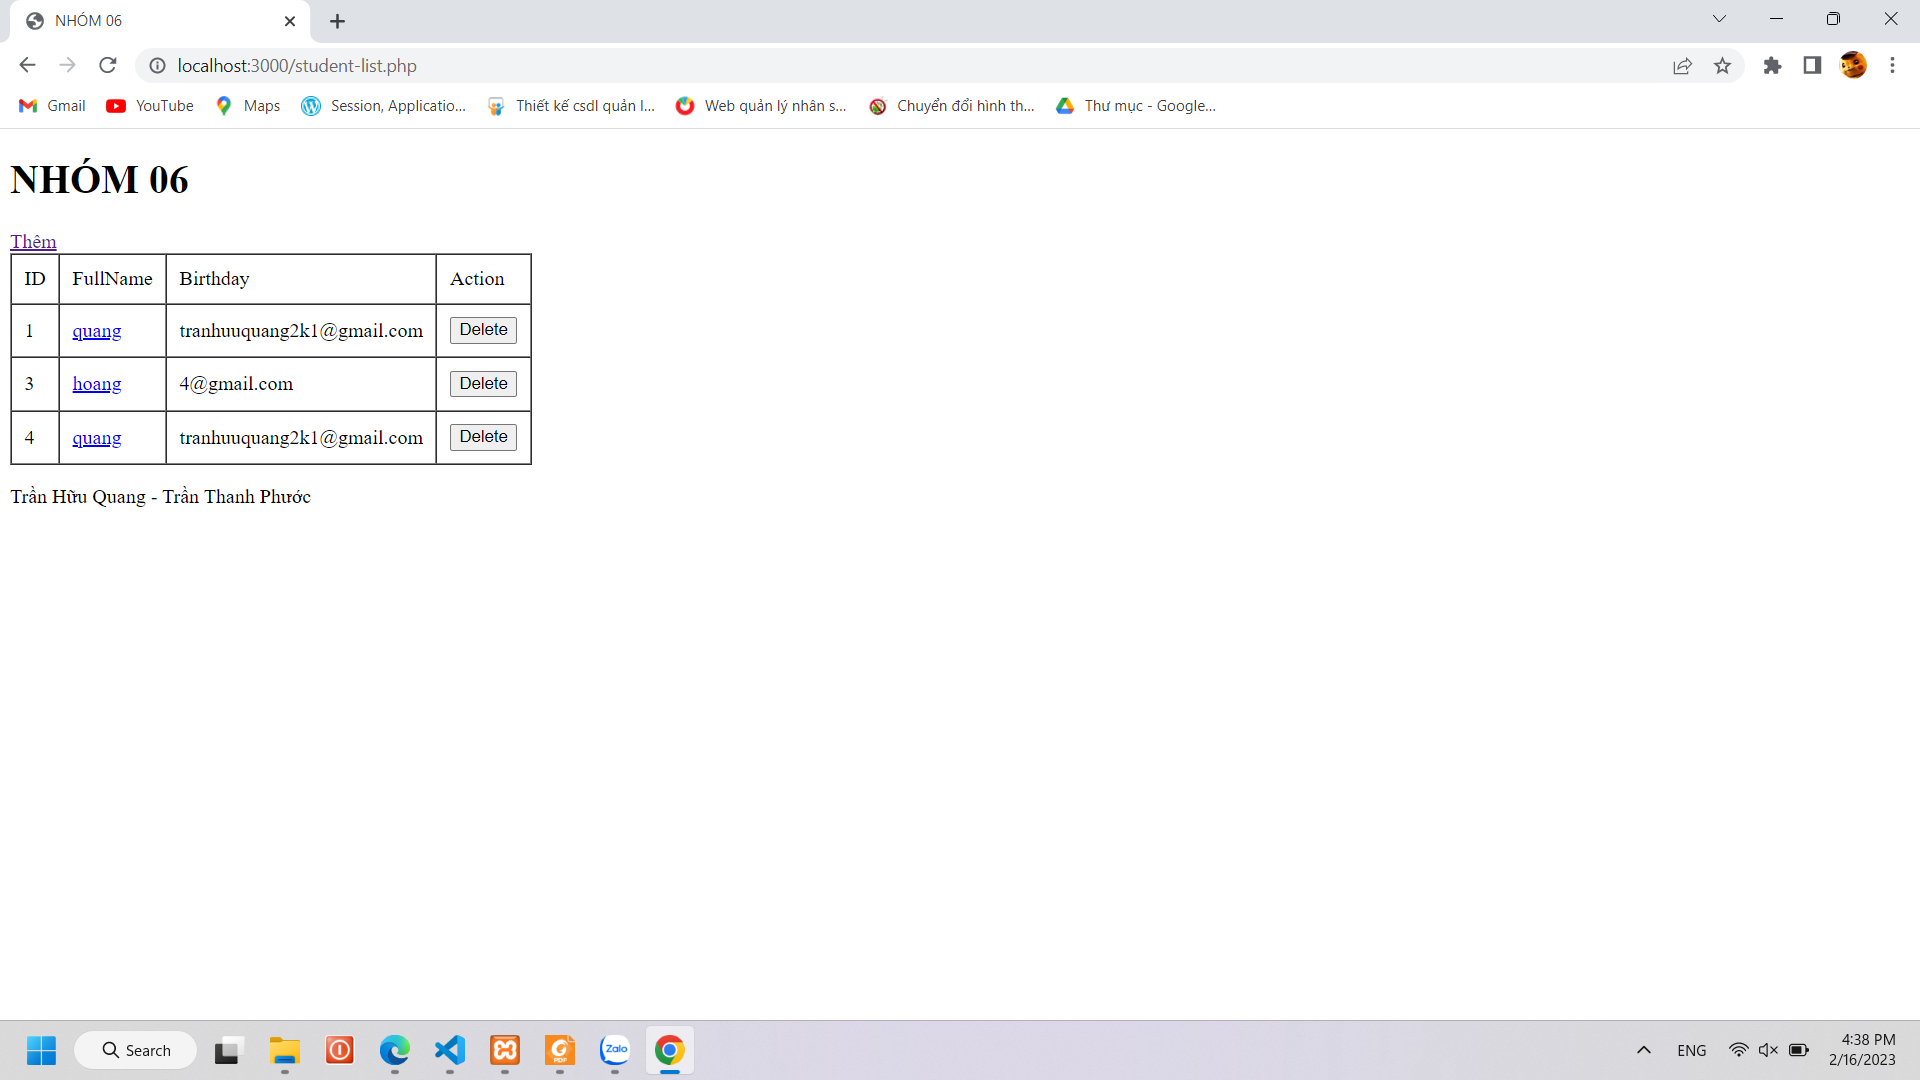 NHÓM 06
localhost:3000/student-list.php
Gmail YouTube Maps Session, Applicatio... Thiết kế csdl quản l... Web quản lý nhân s... Chuyển đổi hình th... Thư mục - Google...
NHÓM 06
Thêm
ID FullName Birthday Action
1 quang tranhuuquang2k1@gmail.com Delete
3 hoang 4@gmail.com Delete
4 quang tranhuuquang2k1@gmail.com Delete
Trần Hữu Quang - Trần Thanh Phước
Search PDF Zalo ENG 4:38 PM
2/16/2023